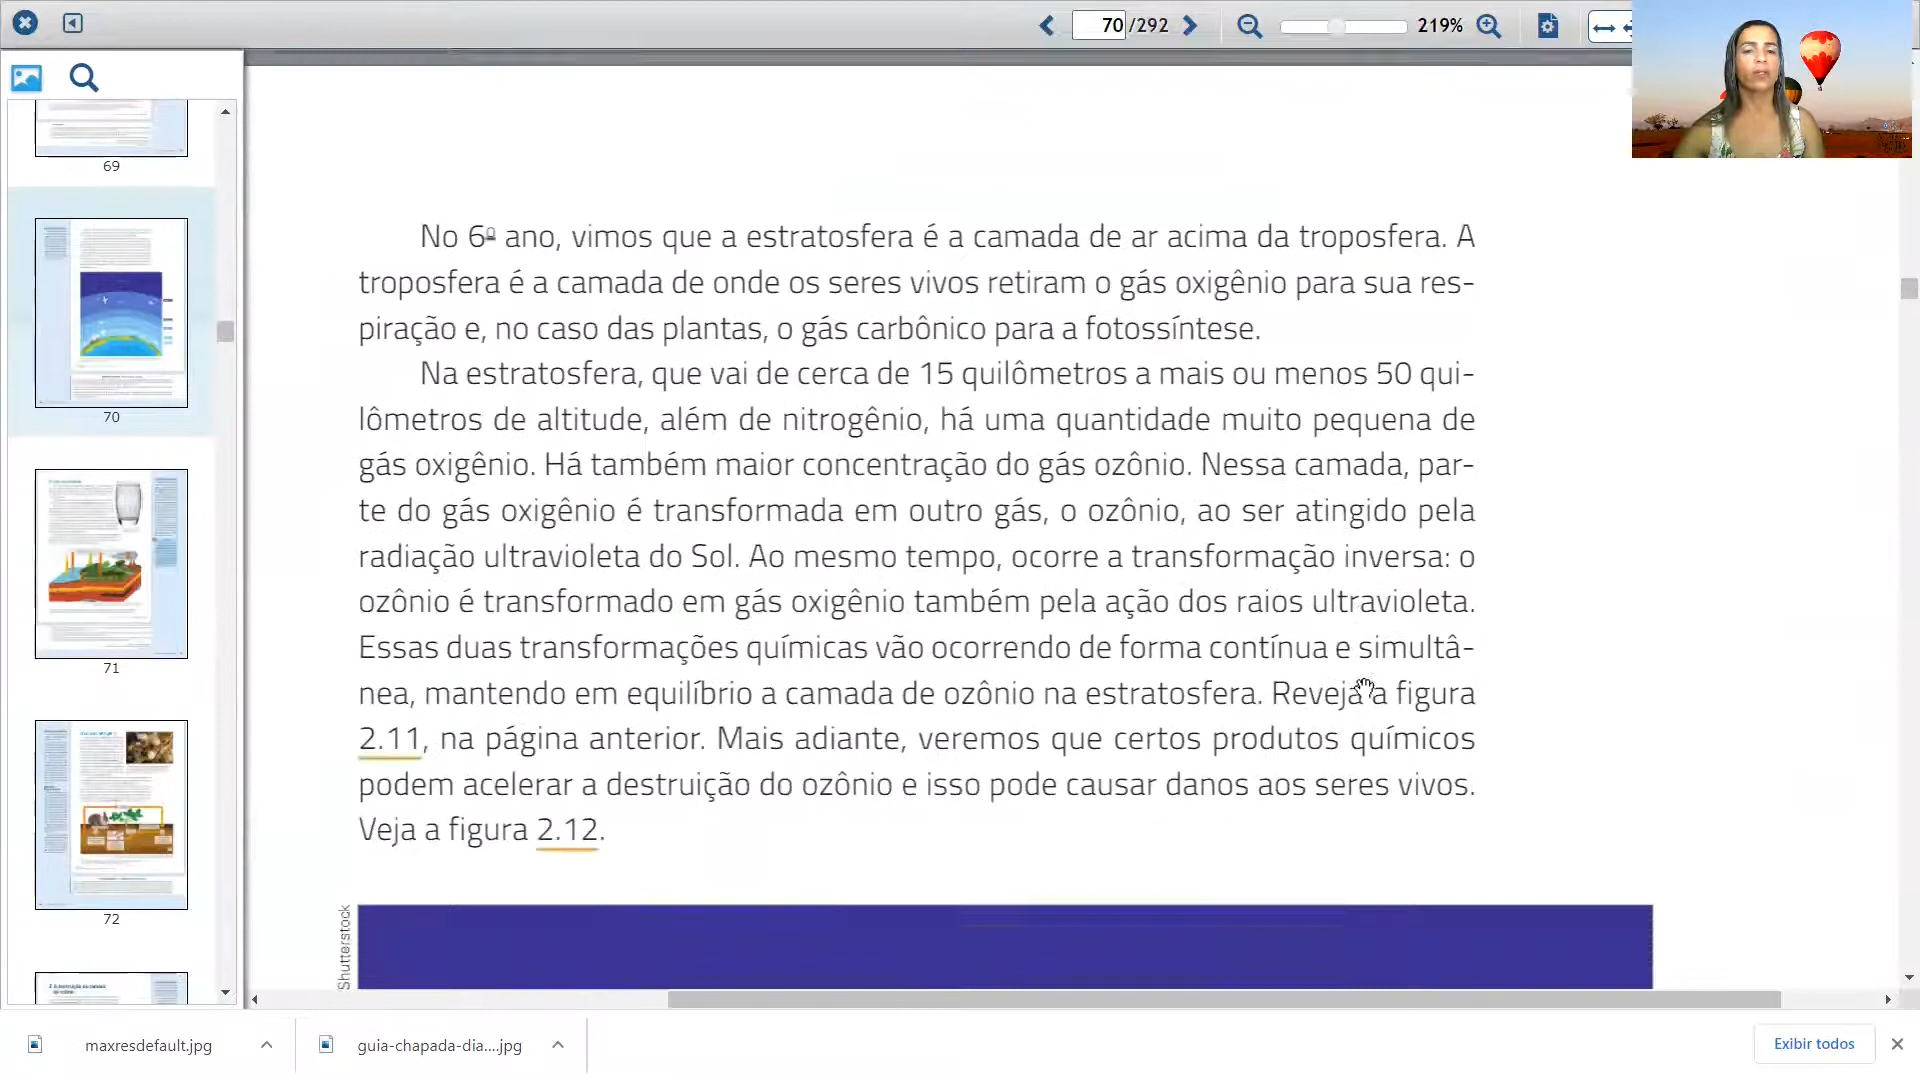 70 /292
219%
69
70
71
72
No 6º ano, vimos que a estratosfera é a camada de ar acima da troposfera. A
troposfera é a camada de onde os seres vivos retiram o gás oxigênio para sua res-
piração e, no caso das plantas, o gás carbônico para a fotossíntese.
Na estratosfera, que vai de cerca de 15 quilômetros a mais ou menos 50 qui-
lômetros de altitude, além de nitrogênio, há uma quantidade muito pequena de
gás oxigênio. Há também maior concentração do gás ozônio. Nessa camada, par-
te do gás oxigênio é transformada em outro gás, o ozônio, ao ser atingido pela
radiação ultravioleta do Sol. Ao mesmo tempo, ocorre a transformação inversa: o
ozônio é transformado em gás oxigênio também pela ação dos raios ultravioleta.
Essas duas transformações químicas vão ocorrendo de forma contínua e simultâ-
nea, mantendo em equilíbrio a camada de ozônio na estratosfera. Reveja a figura
2.11, na página anterior. Mais adiante, veremos que certos produtos químicos
podem acelerar a destruição do ozônio e isso pode causar danos aos seres vivos.
Veja a figura 2.12.
Shutterstock
maxresdefault.jpg
guia-chapada-dia....jpg
Exibir todos